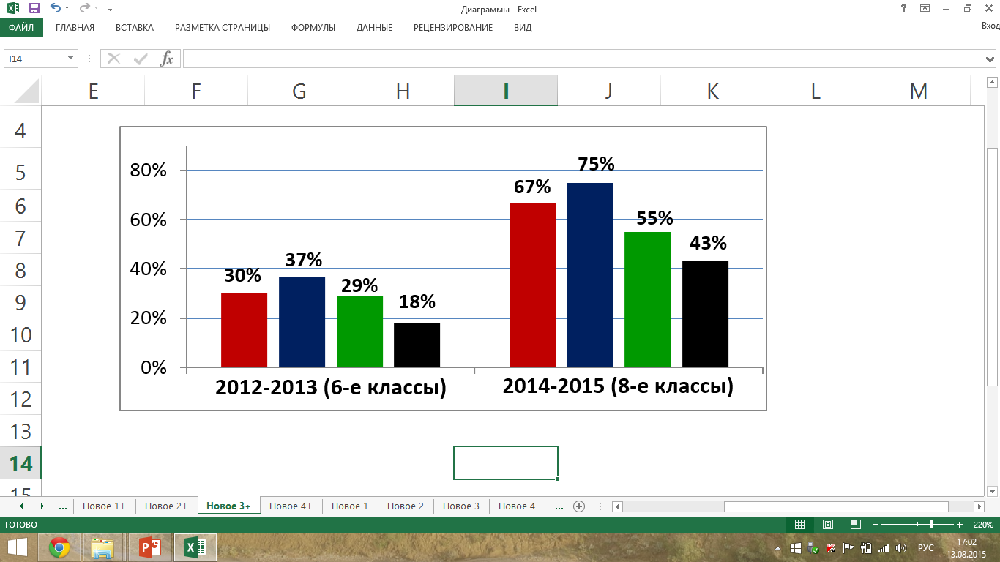 Диаграммы - Excel
ФАЙЛ ГЛАВНАЯ ВСТАВКА РАЗМЕТКА СТРАНИЦЫ ФОРМУЛЫ ДАННЫЕ РЕЦЕНЗИРОВАНИЕ ВИД Вход
I14 fx
E F G H I J K L M
4
5
6
7
8
9
10
11
12
13
14
15
80%
60%
40%
20%
0%
30% 37% 29% 18% 67% 75% 55% 43%
2012-2013 (6-е классы) 2014-2015 (8-е классы)
... Новое 1+ Новое 2+ Новое 3+ Новое 4+ Новое 1 Новое 2 Новое 3 Новое 4 ...
ГОТОВО 220%
РУС 17:02
13.08.2015